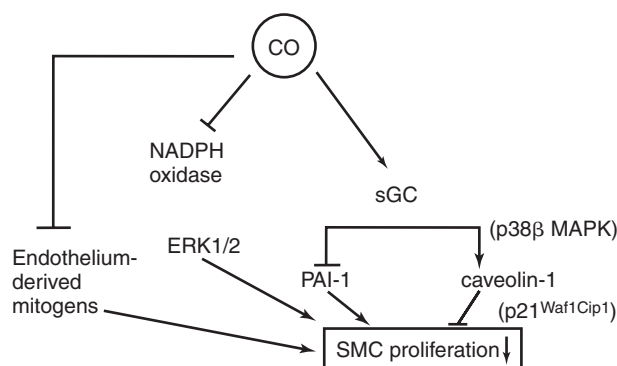 CO
NADPH
oxidase
sGC
(p38β MAPK)
ERK1/2
Endothelium-
derived
mitogens
PAI-1
caveolin-1
(p21Waf1Cip1)
SMC proliferation